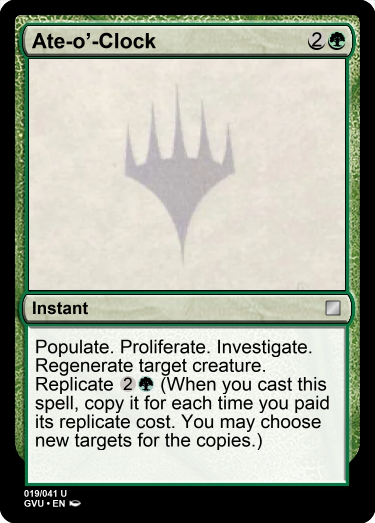 Ate-o'-Clock 2
Instant
Populate. Proliferate. Investigate.
Regenerate target creature.
Replicate 2 (When you cast this
spell, copy it for each time you paid
its replicate cost. You may choose
new targets for the copies.)
019/041 U
GVU • EN